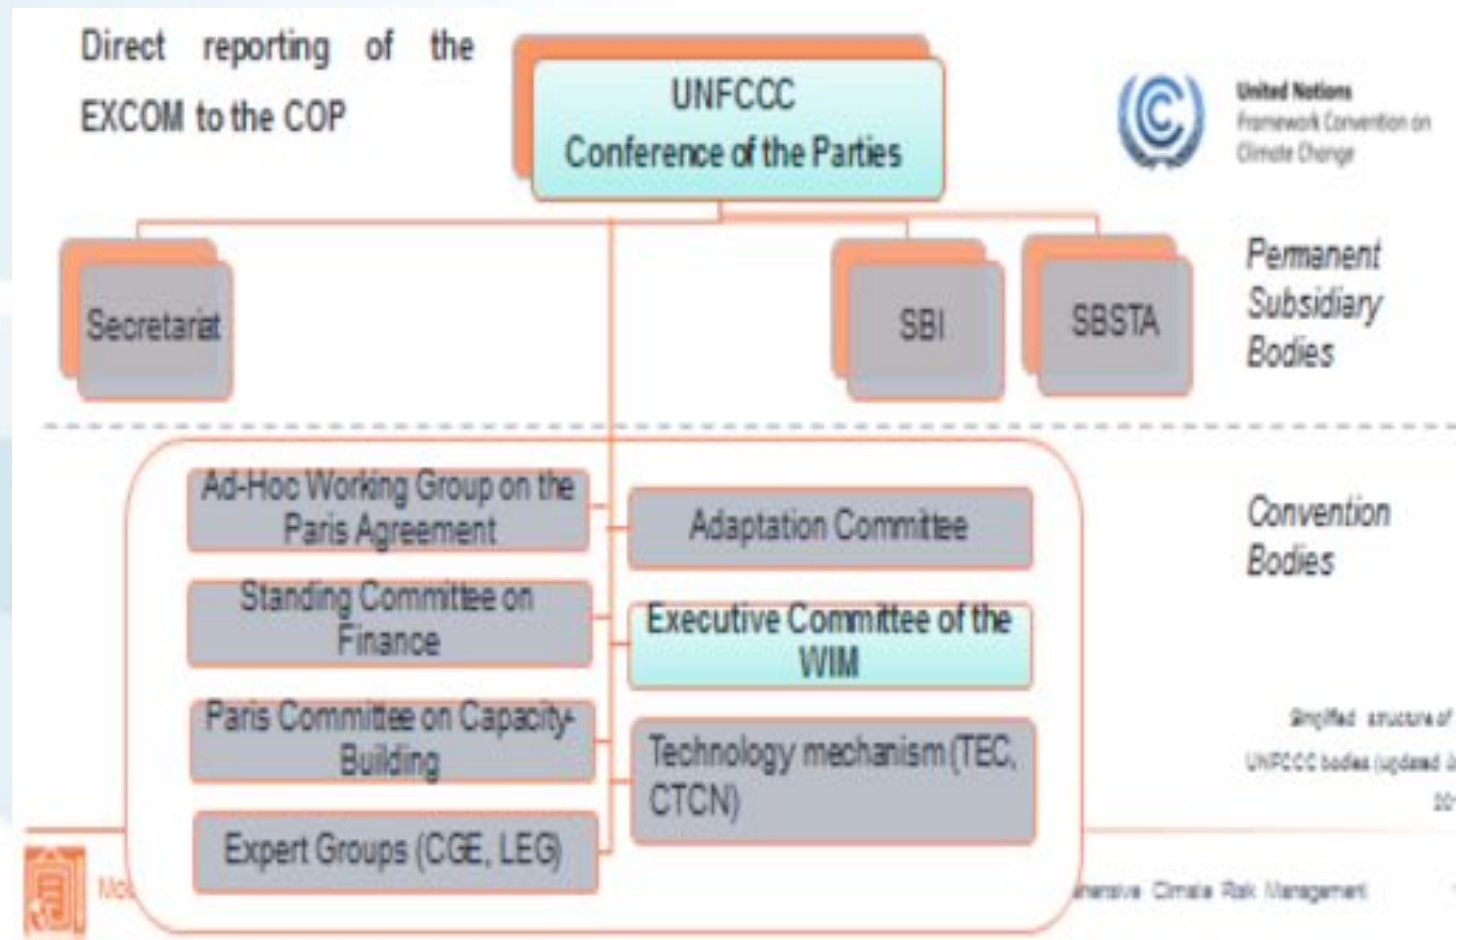 Direct reporting of the
EXCOM to the COP
UNFCCC
Conference of the Parties
United Nations
Framework Convention on
Climate Change
Secretariat
SBI
SBSTA
Permanent
Subsidiary
Bodies
Ad-Hoc Working Group on the
Paris Agreement
Adaptation Committee
Convention
Bodies
Standing Committee on
Finance
Executive Committee of the
WIM
Paris Committee on Capacity-
Building
Technology mechanism (TEC,
CTCN)
Expert Groups (CGE, LEG)
Simplified structure of
UNFCCC bodies (updated
Climate Risk Management